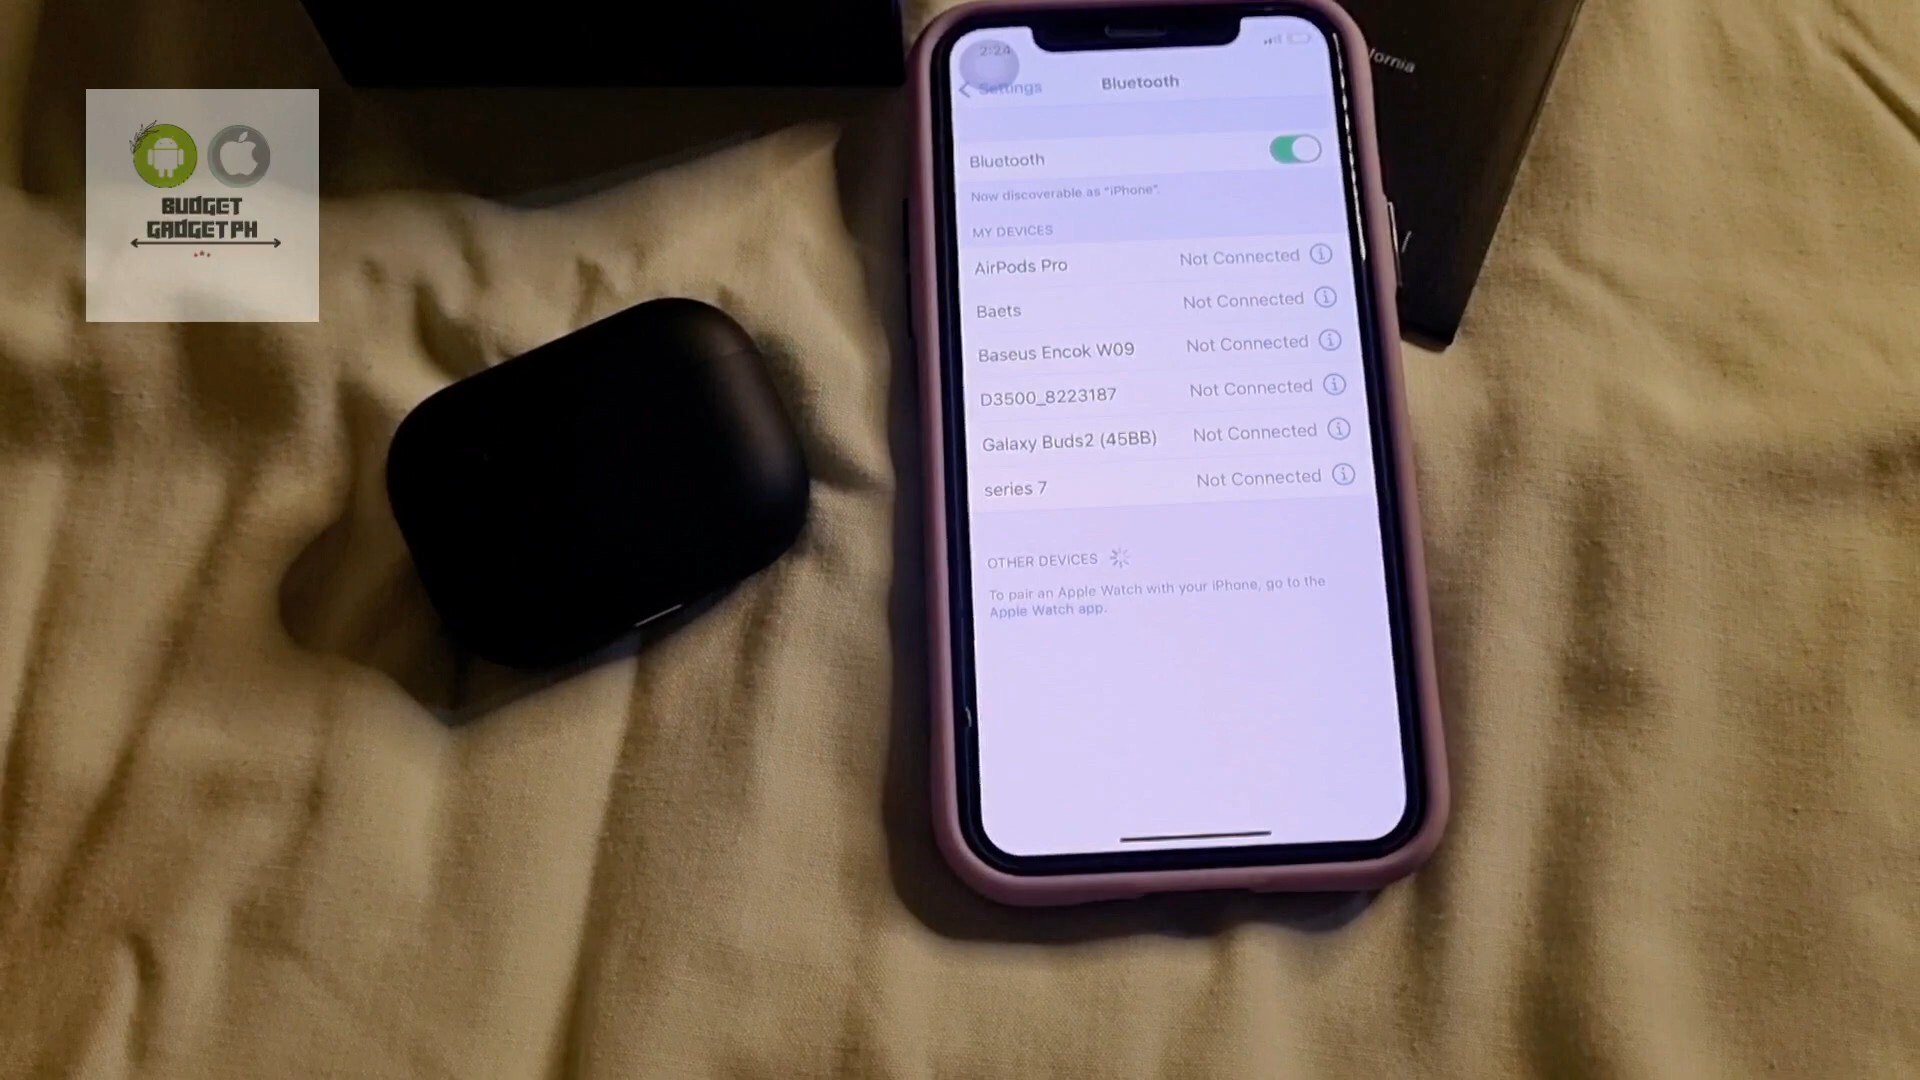 BUDGET
GADGETPH
2:24
Settings
Bluetooth
Bluetooth
Now discoverable as "iPhone".
MY DEVICES
AirPods Pro Not Connected
Baets Not Connected
Baseus Encok W09 Not Connected
D3500_8223187 Not Connected
Galaxy Buds2 (45BB) Not Connected
series 7 Not Connected
OTHER DEVICES
To pair an Apple Watch with your iPhone, go to the
Apple Watch app.